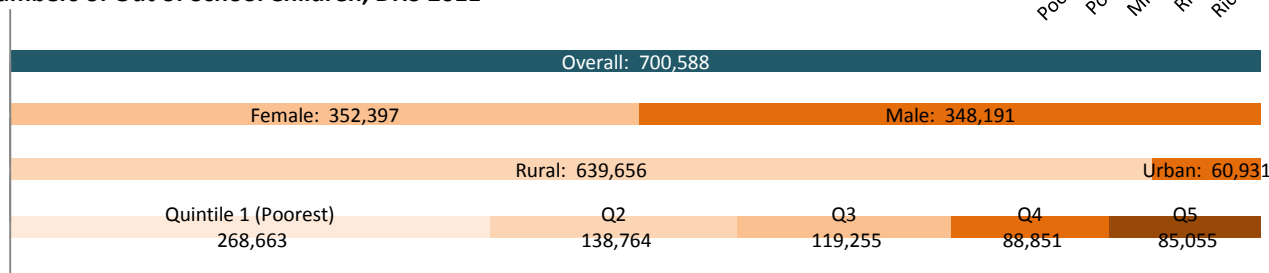 Overall: 700,588
Female: 352,397 Male: 348,191
Rural: 639,656 Urban: 60,931
Quintile 1 (Poorest) Q2 Q3 Q4 Q5
268,663 138,764 119,255 88,851 85,055